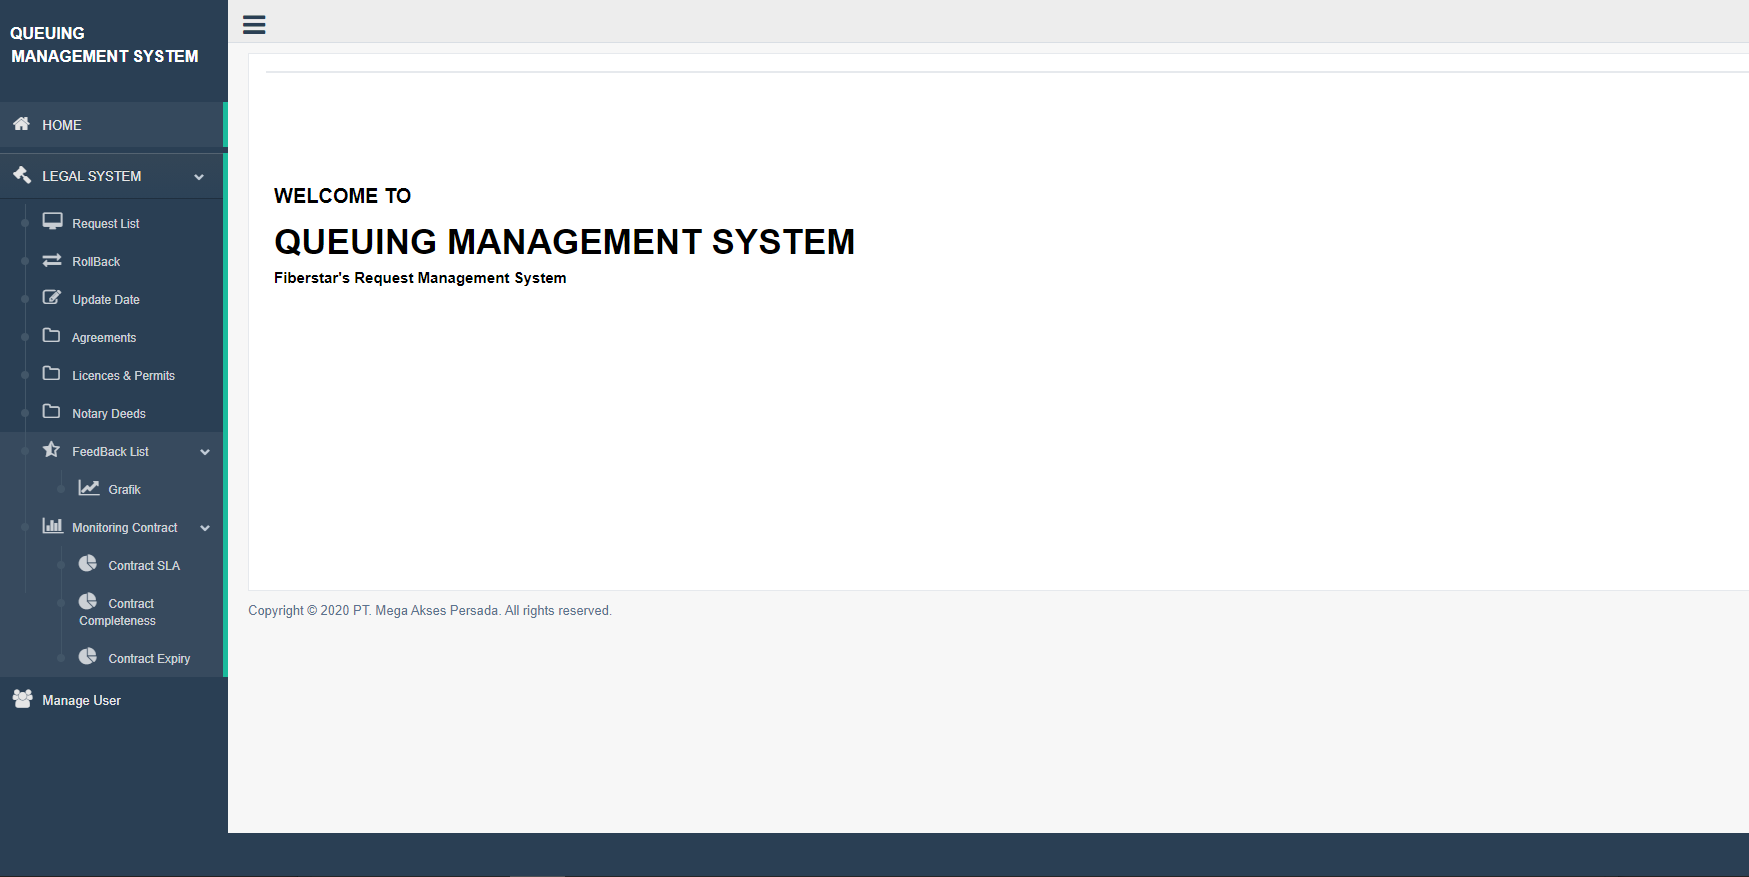 QUEUING
MANAGEMENT SYSTEM
HOME
LEGAL SYSTEM
Request List
RollBack
Update Date
Agreements
Licences & Permits
Notary Deeds
FeedBack List
Grafik
Monitoring Contract
Contract SLA
Contract
Completeness
Contract Expiry
Manage User
WELCOME TO
QUEUING MANAGEMENT SYSTEM
Fiberstar's Request Management System
Copyright © 2020 PT. Mega Akses Persada. All rights reserved.